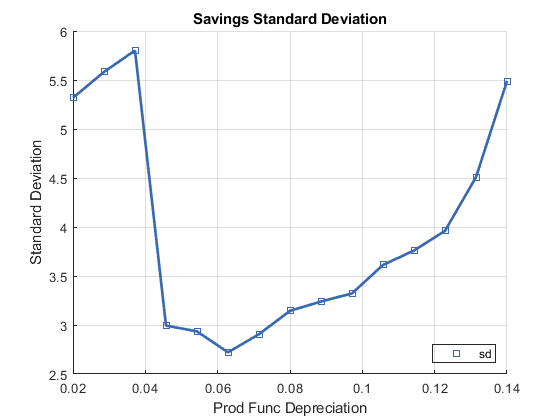 Savings Standard Deviation
6
5.5
5
4.5
4
3.5
3
2.5
Standard Deviation
sd
0.02 0.04 0.06 0.08 0.1 0.12 0.14
Prod Func Depreciation